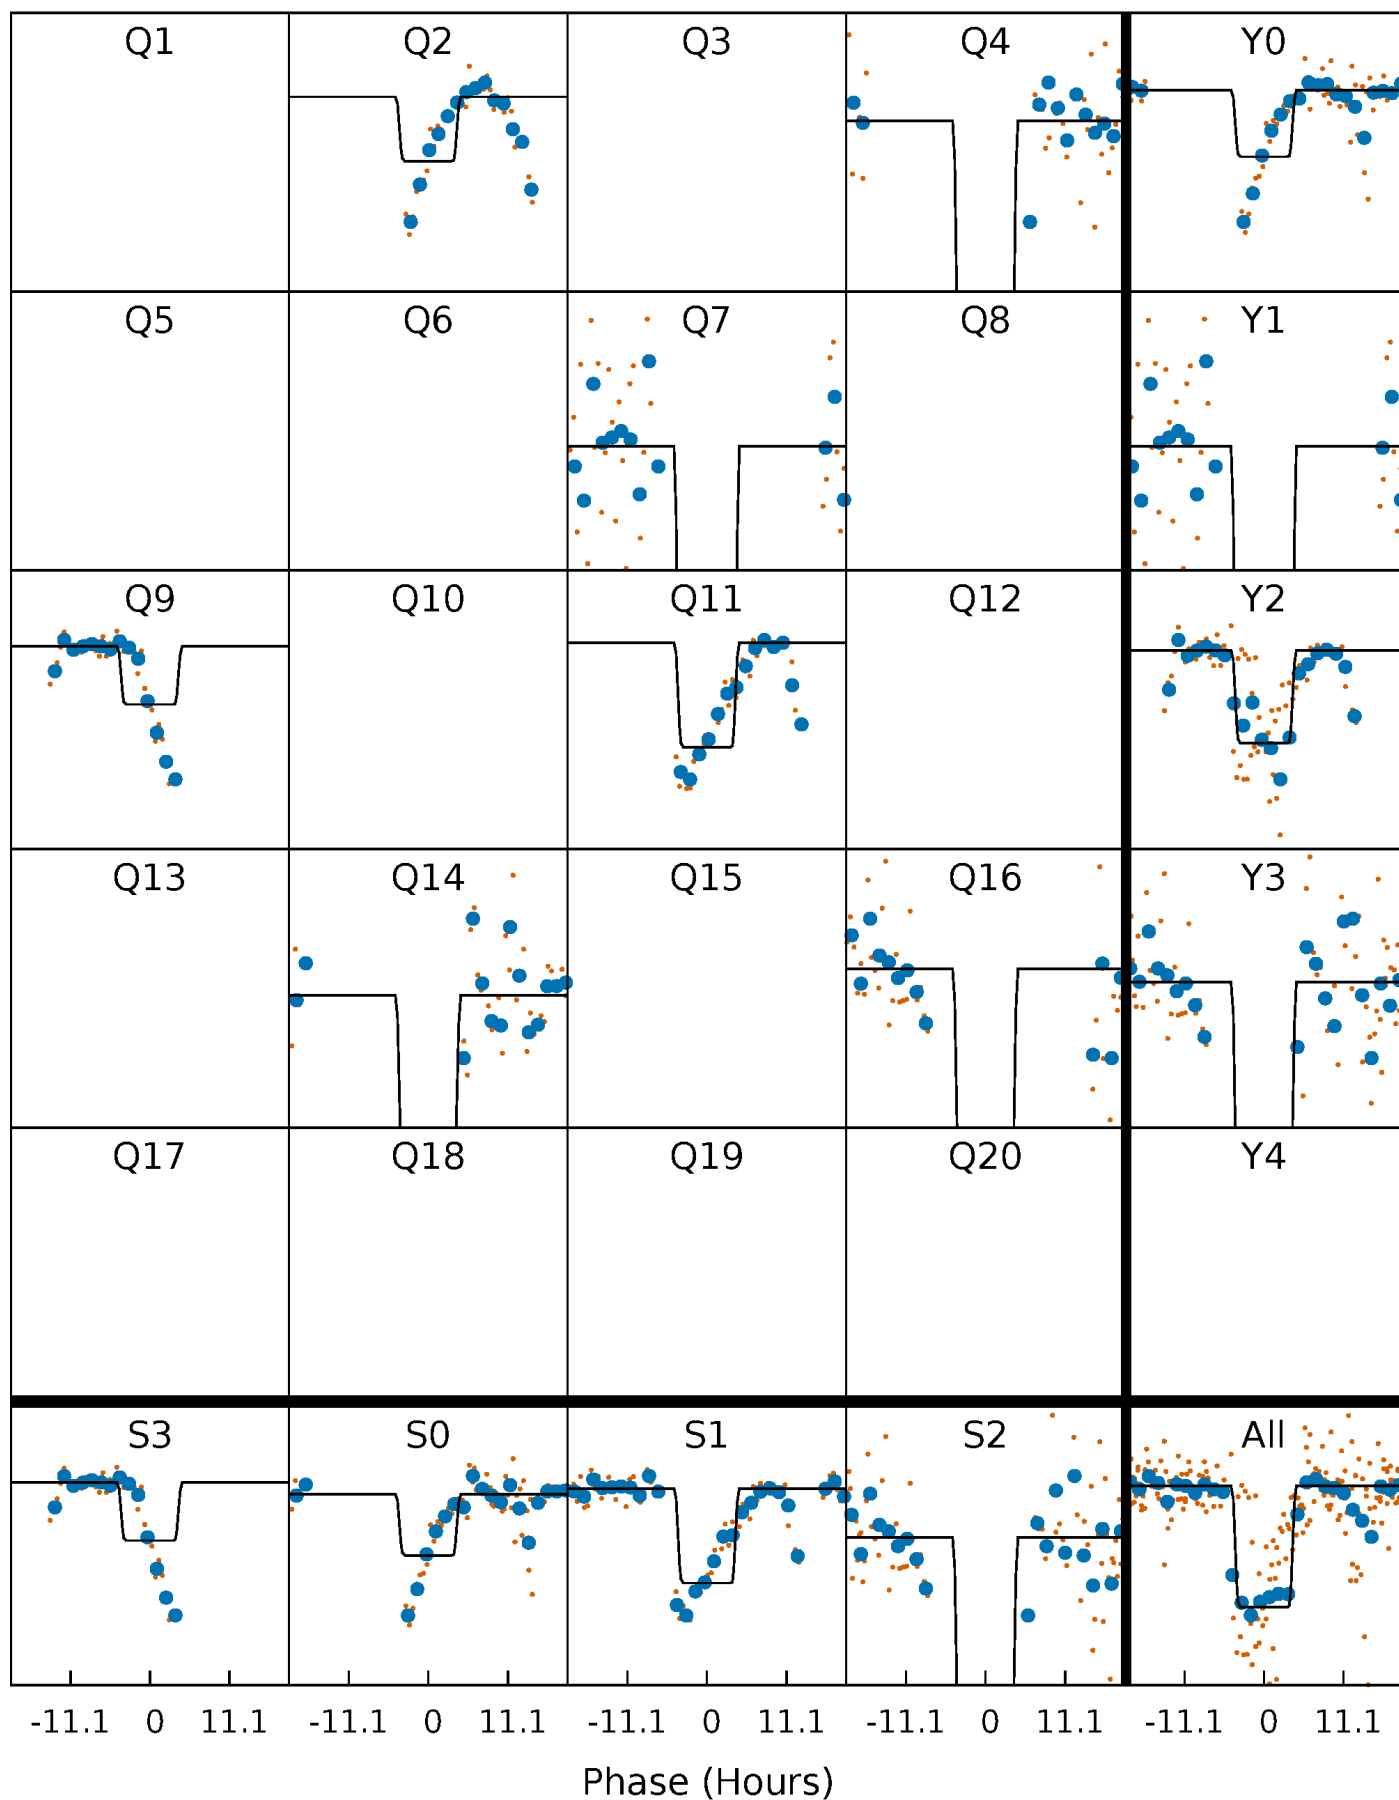 Q1 Q2 Q3 Q4 Y0
Q5 Q6 Q7 Q8 Y1
Q9 Q10 Q11 Q12 Y2
Q13 Q14 Q15 Q16 Y3
Q17 Q18 Q19 Q20 Y4
S3 S0 S1 S2 All
-11.1 0 11.1 -11.1 0 11.1 -11.1 0 11.1 -11.1 0 11.1 -11.1 0 11.1
Phase (Hours)